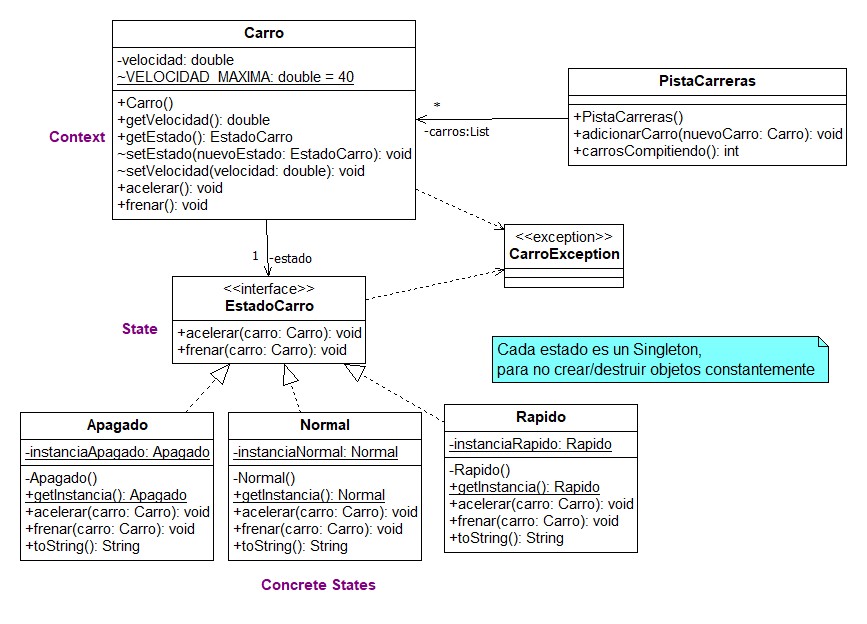 Carro
-velocidad: double
~VELOCIDAD_MAXIMA: double = 40
+Carro()
+getVelocidad(): double
+getEstado(): EstadoCarro
~setEstado(nuevoEstado: EstadoCarro): void
~setVelocidad(velocidad: double): void
+acelerar(): void
+frenar(): void
Context
*
-carros:List
PistaCarreras
+PistaCarreras()
+adicionarCarro(nuevoCarro: Carro): void
+carrosCompitiendo(): int
1
-estado
<<exception>>
CarroException
<<interface>>
EstadoCarro
+acelerar(carro: Carro): void
+frenar(carro: Carro): void
State
Cada estado es un Singleton,
para no crear/destruir objetos constantemente
Apagado
-instanciaApagado: Apagado
-Apagado()
+getInstancia(): Apagado
+acelerar(carro: Carro): void
+frenar(carro: Carro): void
+toString(): String
Normal
-instanciaNormal: Normal
-Normal()
+getInstancia(): Normal
+acelerar(carro: Carro): void
+frenar(carro: Carro): void
+toString(): String
Rapido
-instanciaRapido: Rapido
-Rapido()
+getInstancia(): Rapido
+acelerar(carro: Carro): void
+frenar(carro: Carro): void
+toString(): String
Concrete States